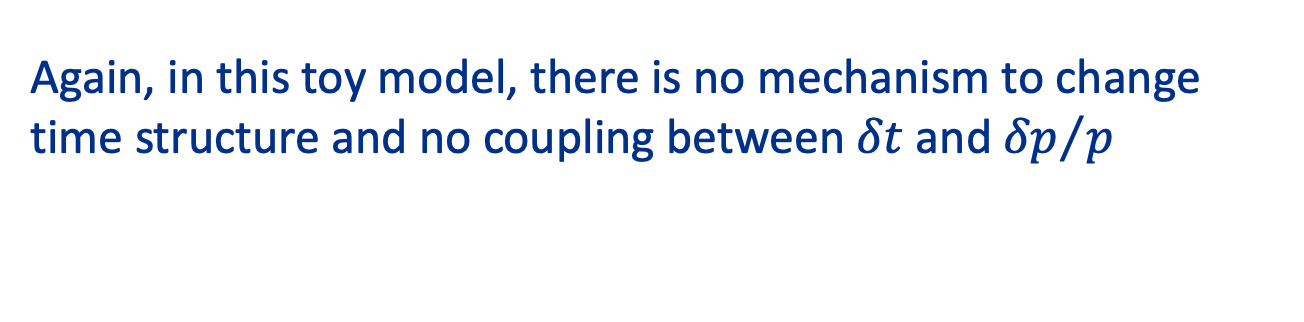 Again, in this toy model, there is no mechanism to change
time structure and no coupling between δt and δp/p